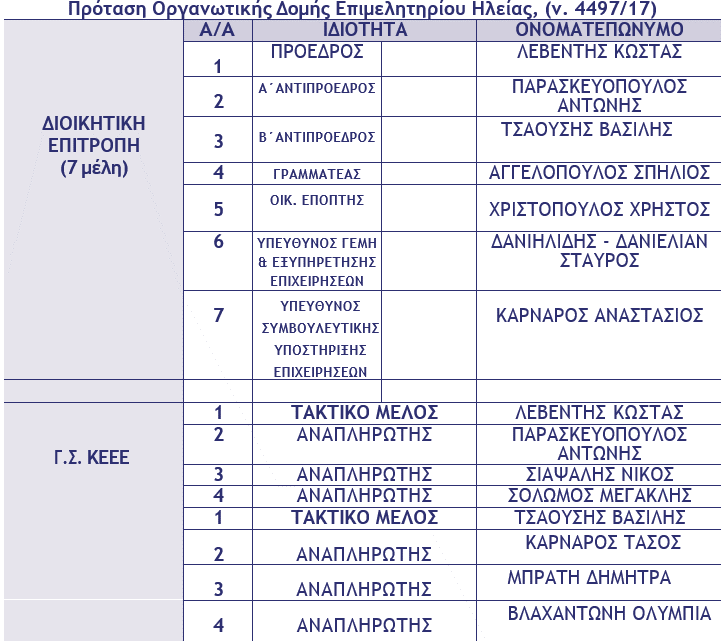 Πρόταση Οργανωτικής Δομής Επιμελητηρίου Ηλείας, (ν. 4497/17)
Α/Α ΙΔΙΟΤΗΤΑ ΟΝΟΜΑΤΕΠΩΝΥΜΟ
ΔΙΟΙΚΗΤΙΚΗ
ΕΠΙΤΡΟΠΗ
(7 μέλη)
1 ΠΡΟΕΔΡΟΣ ΛΕΒΕΝΤΗΣ ΚΩΣΤΑΣ
2 Α΄ΑΝΤΙΠΡΟΕΔΡΟΣ ΠΑΡΑΣΚΕΥΟΠΟΥΛΟΣ
ΑΝΤΩΝΗΣ
3 Β΄ΑΝΤΙΠΡΟΕΔΡΟΣ ΤΣΑΟΥΣΗΣ ΒΑΣΙΛΗΣ
4 ΓΡΑΜΜΑΤΕΑΣ ΑΓΓΕΛΟΠΟΥΛΟΣ ΣΠΗΛΙΟΣ
5 ΟΙΚ. ΕΠΟΠΤΗΣ ΧΡΙΣΤΟΠΟΥΛΟΣ ΧΡΗΣΤΟΣ
6 ΥΠΕΥΘΥΝΟΣ ΓΕΜΗ
& ΕΞΥΠΗΡΕΤΗΣΗΣ
ΕΠΙΧΕΙΡΗΣΕΩΝ
ΔΑΝΙΗΛΙΔΗΣ - ΔΑΝΙΕΛΙΑΝ
ΣΤΑΥΡΟΣ
7 ΥΠΕΥΘΥΝΟΣ
ΣΥΜΒΟΥΛΕΥΤΙΚΗΣ
ΥΠΟΣΤΗΡΙΞΗΣ
ΕΠΙΧΕΙΡΗΣΕΩΝ
ΚΑΡΝΑΡΟΣ ΑΝΑΣΤΑΣΙΟΣ
Γ.Σ. ΚΕΕΕ
1 ΤΑΚΤΙΚΟ ΜΕΛΟΣ ΛΕΒΕΝΤΗΣ ΚΩΣΤΑΣ
2 ΑΝΑΠΛΗΡΩΤΗΣ ΠΑΡΑΣΚΕΥΟΠΟΥΛΟΣ
ΑΝΤΩΝΗΣ
3 ΑΝΑΠΛΗΡΩΤΗΣ ΣΙΑΨΑΛΗΣ ΝΙΚΟΣ
4 ΑΝΑΠΛΗΡΩΤΗΣ ΣΟΛΩΜΟΣ ΜΕΓΑΚΛΗΣ
1 ΤΑΚΤΙΚΟ ΜΕΛΟΣ ΤΣΑΟΥΣΗΣ ΒΑΣΙΛΗΣ
2 ΑΝΑΠΛΗΡΩΤΗΣ ΚΑΡΝΑΡΟΣ ΤΑΣΟΣ
3 ΑΝΑΠΛΗΡΩΤΗΣ ΜΠΡΑΤΗ ΔΗΜΗΤΡΑ
4 ΑΝΑΠΛΗΡΩΤΗΣ ΒΛΑΧΑΝΤΩΝΗ ΟΛΥΜΠΙΑ